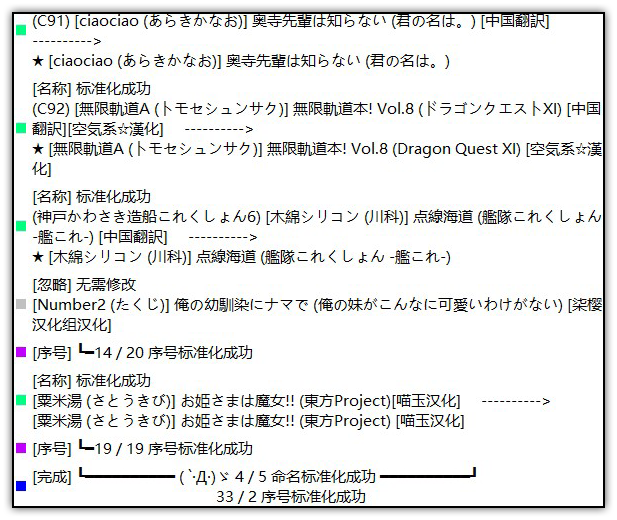 (C91) [ciaociao (あらきかなお)] 奥寺先輩は知らない (君の名は。) [中国翻訳]
---------->
★ [ciaociao (あらきかなお)] 奥寺先輩は知らない (君の名は。)
[名称] 标准化成功
(C92) [無限軌道A (トモセシュンサク)] 無限軌道本! Vol.8 (ドラゴンクエストXI) [中国
翻訳][空気系☆漢化] ---------->
★ [無限軌道A (トモセシュンサク)] 無限軌道本! Vol.8 (Dragon Quest XI) [空気系☆漢
化]
[名称] 标准化成功
(神戸かわさき造船これくしょん6) [木綿シリコン (川科)] 点線海道 (艦隊これくしょん
-艦これ-) [中国翻訳] ---------->
★ [木綿シリコン (川科)] 点線海道 (艦隊これくしょん -艦これ-)
[忽略] 无需修改
[Number2 (たくじ)] 俺の幼馴染にナマで (俺の妹がこんなに可愛いわけがない) [柒樱
汉化组汉化]
[序号] ┗━14 / 20 序号标准化成功
[名称] 标准化成功
[粟米湯 (さとうきび)] お姫さまは魔女!! (東方Project)[喵玉汉化] ---------->
[粟米湯 (さとうきび)] お姫さまは魔女!! (東方Project) [喵玉汉化]
[序号] ┗━19 / 19 序号标准化成功
[完成] ┗━━━━━━━━━ ( `·Д·)ゞ 4 / 5 命名标准化成功 ━━━━━━━━━┛
33 / 2 序号标准化成功